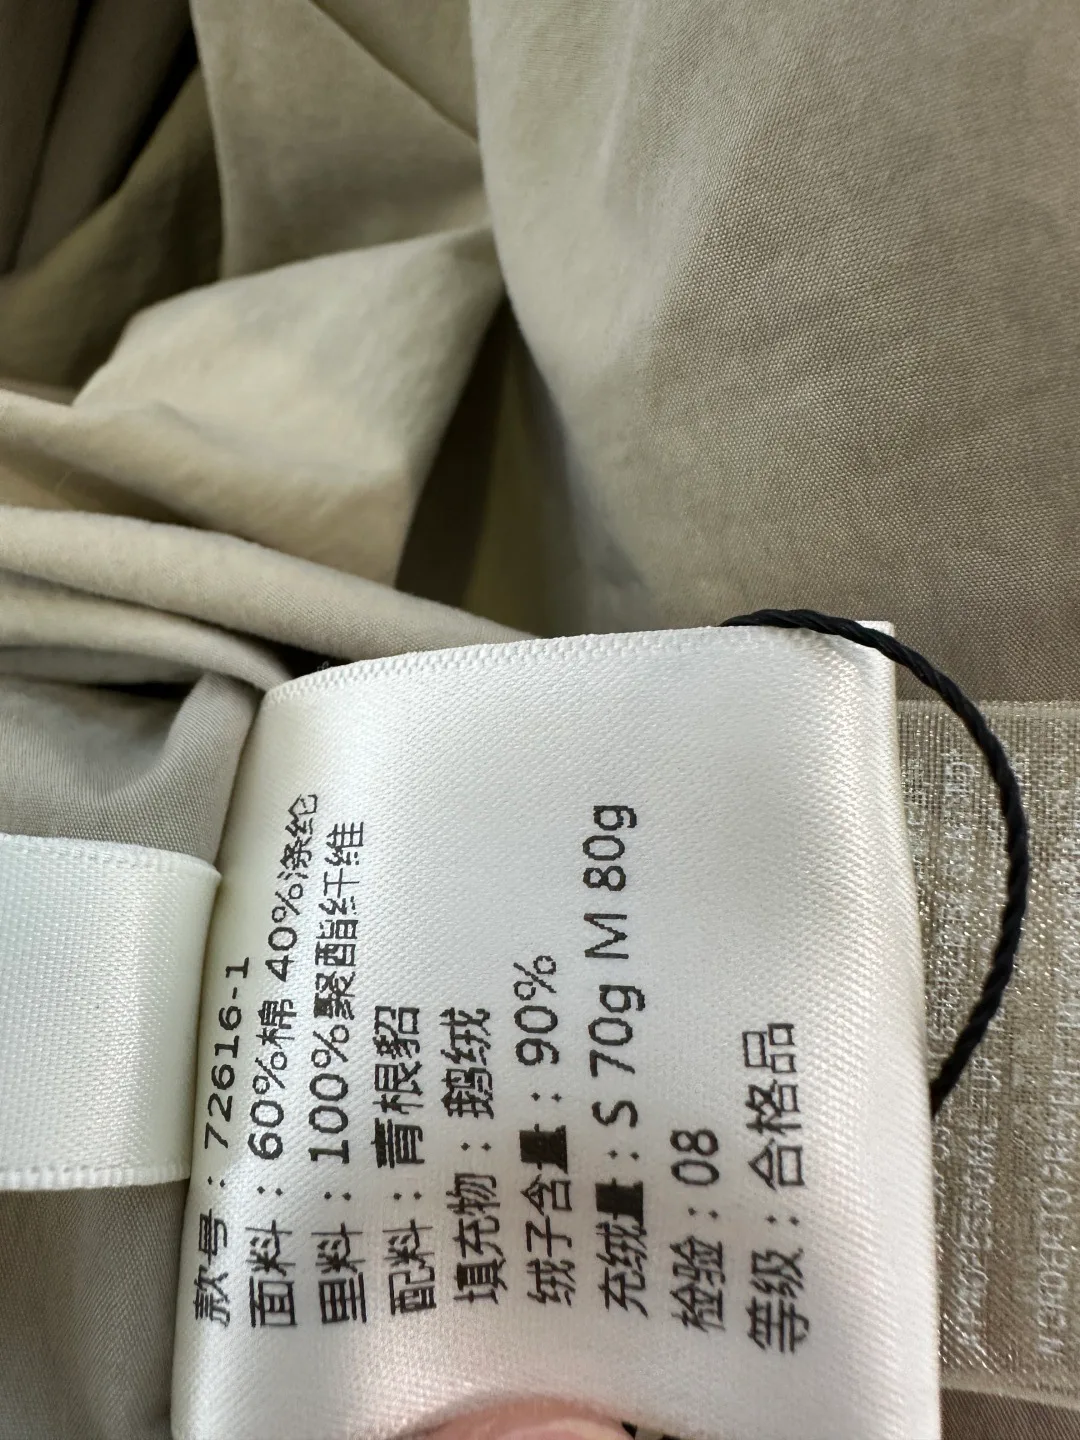 款号：72616-1
面料：60%棉 40%涤纶
里料：100%聚酯纤维
配料：青根貂
填充物：鹅绒
绒子含量：90%
充绒量：S 70g M 80g
检验：08
等级：合格品